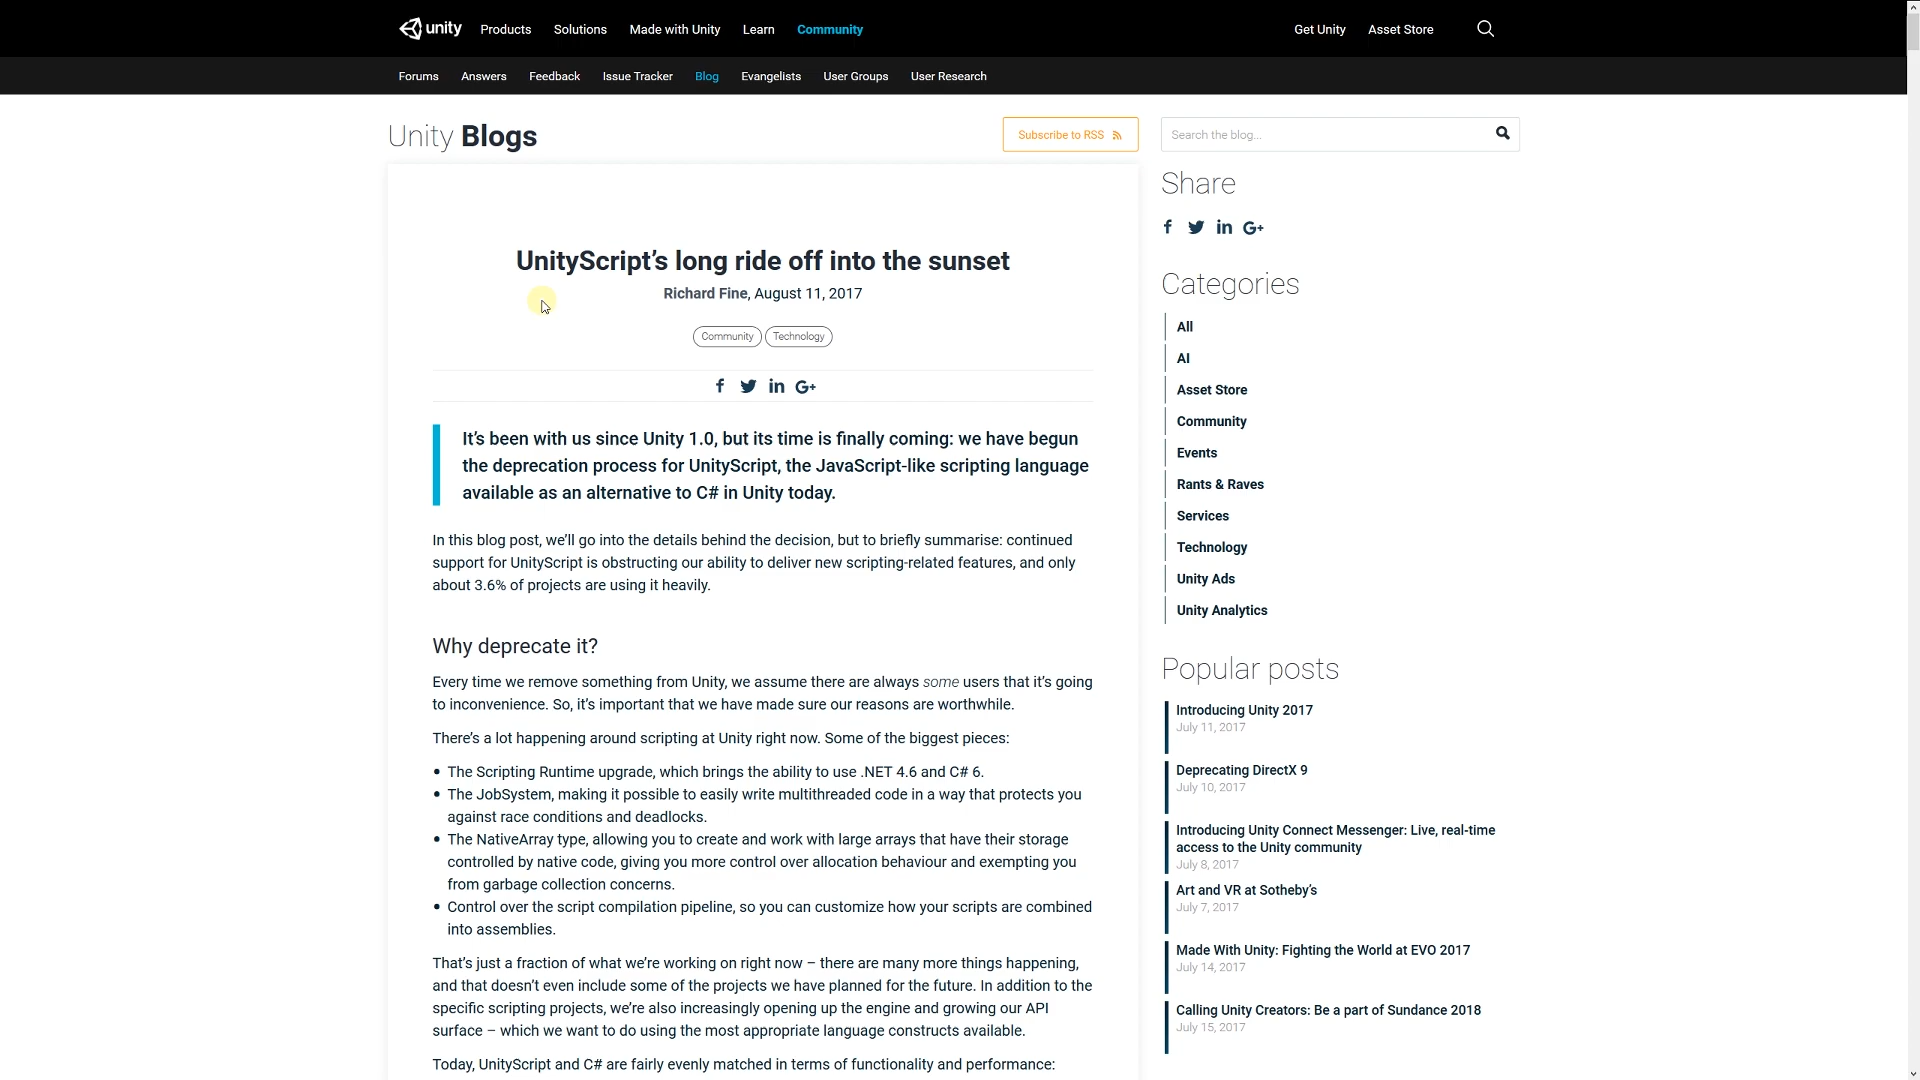 unity
Products
Solutions
Made with Unity
Learn
Community
Get Unity
Asset Store
Forums
Answers
Feedback
Issue Tracker
Blog
Evangelists
User Groups
User Research
Unity Blogs
Subscribe to RSS
Search the blog...
UnityScript’s long ride off into the sunset
Richard Fine, August 11, 2017
Community
Technology
It’s been with us since Unity 1.0, but its time is finally coming: we have begun
the deprecation process for UnityScript, the JavaScript-like scripting language
available as an alternative to C# in Unity today.
In this blog post, we’ll go into the details behind the decision, but to briefly summarise: continued
support for UnityScript is obstructing our ability to deliver new scripting-related features, and only
about 3.6% of projects are using it heavily.
Why deprecate it?
Every time we remove something from Unity, we assume there are always some users that it’s going
to inconvenience. So, it’s important that we have made sure our reasons are worthwhile.
There’s a lot happening around scripting at Unity right now. Some of the biggest pieces:
• The Scripting Runtime upgrade, which brings the ability to use .NET 4.6 and C# 6.
• The JobSystem, making it possible to easily write multithreaded code in a way that protects you
against race conditions and deadlocks.
• The NativeArray type, allowing you to create and work with large arrays that have their storage
controlled by native code, giving you more control over allocation behaviour and exempting you
from garbage collection concerns.
• Control over the script compilation pipeline, so you can customize how your scripts are combined
into assemblies.
That’s just a fraction of what we’re working on right now – there are many more things happening,
and that doesn’t even include some of the projects we have planned for the future. In addition to the
specific scripting projects, we’re also increasingly opening up the engine and growing our API
surface – which we want to do using the most appropriate language constructs available.
Today, UnityScript and C# are fairly evenly matched in terms of functionality and performance:
Share
Categories
All
AI
Asset Store
Community
Events
Rants & Raves
Services
Technology
Unity Ads
Unity Analytics
Popular posts
Introducing Unity 2017
July 11, 2017
Deprecating DirectX 9
July 10, 2017
Introducing Unity Connect Messenger: Live, real-time
access to the Unity community
July 8, 2017
Art and VR at Sotheby’s
July 7, 2017
Made With Unity: Fighting the World at EVO 2017
July 14, 2017
Calling Unity Creators: Be a part of Sundance 2018
July 15, 2017